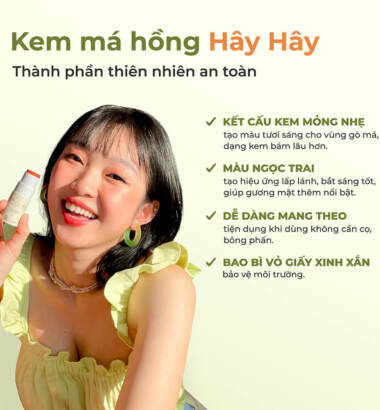 Kem má hồng Hây Hây
Thành phần thiên nhiên an toàn
KẾT CẤU KEM MỎNG NHẸ
tạo màu tươi sáng cho vùng gò má,
dạng kem bám lâu hơn.
MÀU NGỌC TRAI
tạo hiệu ứng lấp lánh, bắt sáng tốt,
giúp gương mặt thêm nổi bật.
DỄ DÀNG MANG THEO
tiện dụng khi dùng không cần cọ,
bông phấn.
BAO BÌ VỎ GIẤY XINH XẮN
bảo vệ môi trường.